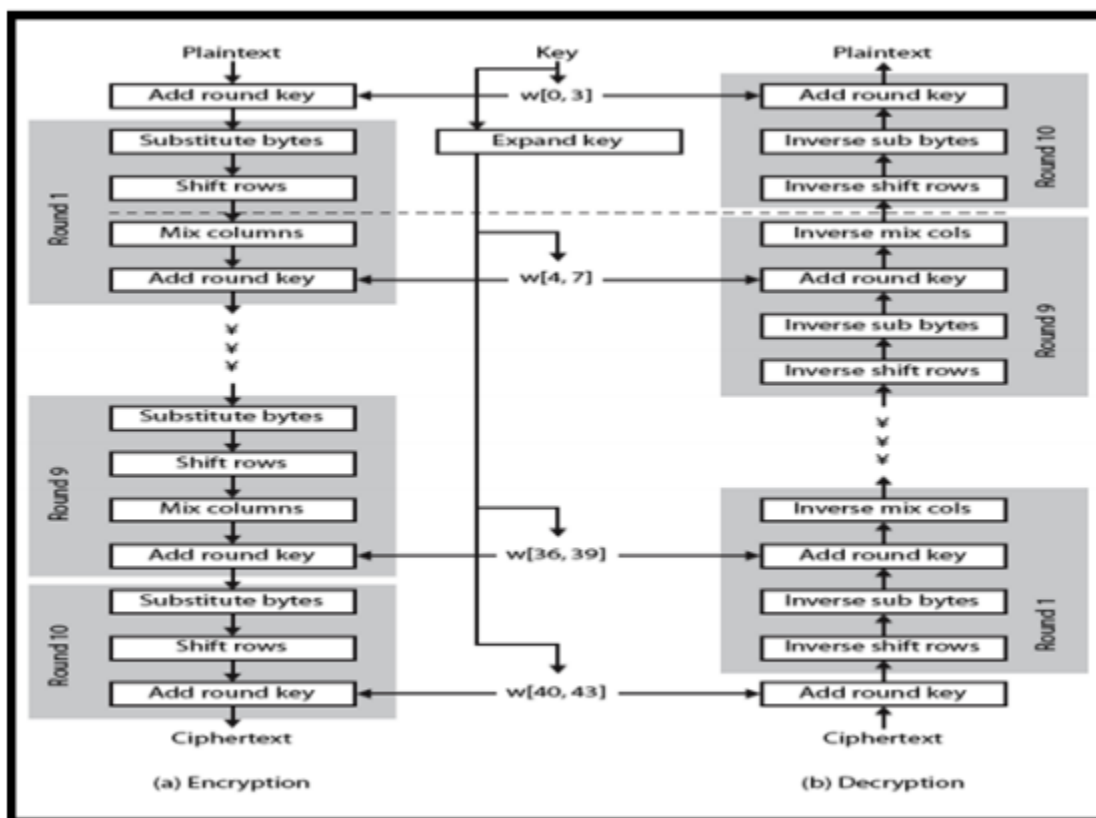 Plaintext
Key
Plaintext
Add round key
w[0, 3]
Add round key
Substitute bytes
Expand key
Inverse sub bytes
Shift rows
Inverse shift rows
Round 1
Round 10
Mix columns
Inverse mix cols
Add round key
w[4, 7]
Add round key
Inverse sub bytes
Round 9
¥
¥
¥
Inverse shift rows
Substitute bytes
¥
¥
¥
Shift rows
Round 9
Mix columns
Inverse mix cols
Add round key
w[36, 39]
Add round key
Substitute bytes
Inverse sub bytes
Round 10
Round 1
Shift rows
Inverse shift rows
Add round key
w[40, 43]
Add round key
Ciphertext
Ciphertext
(a) Encryption
(b) Decryption